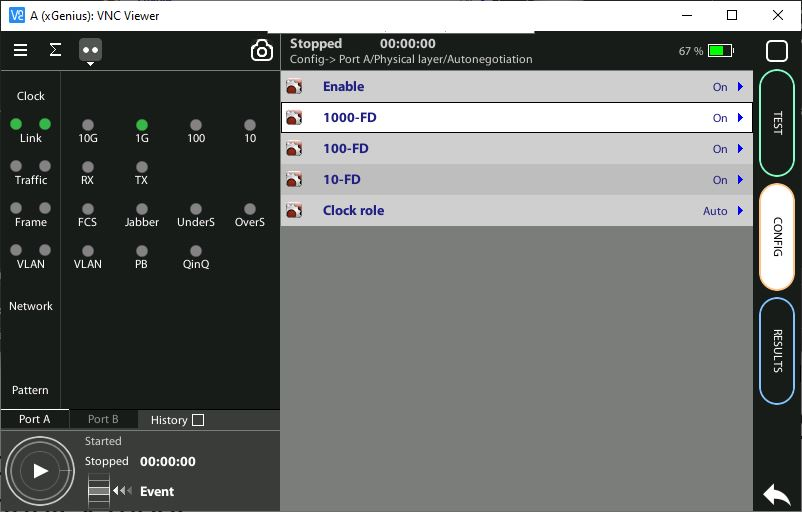 A (xGenius): VNC Viewer
Stopped 00:00:00
Config-> Port A/Physical layer/Autonegotiation
67 %
Clock
Link 10G 1G 100 10
Traffic RX TX
Frame FCS Jabber UnderS OverS
VLAN VLAN PB QinQ
Network
Pattern
Port A Port B History
Started
Stopped 00:00:00
Event
Enable On
1000-FD On
100-FD On
10-FD On
Clock role Auto
TEST
CONFIG
RESULTS